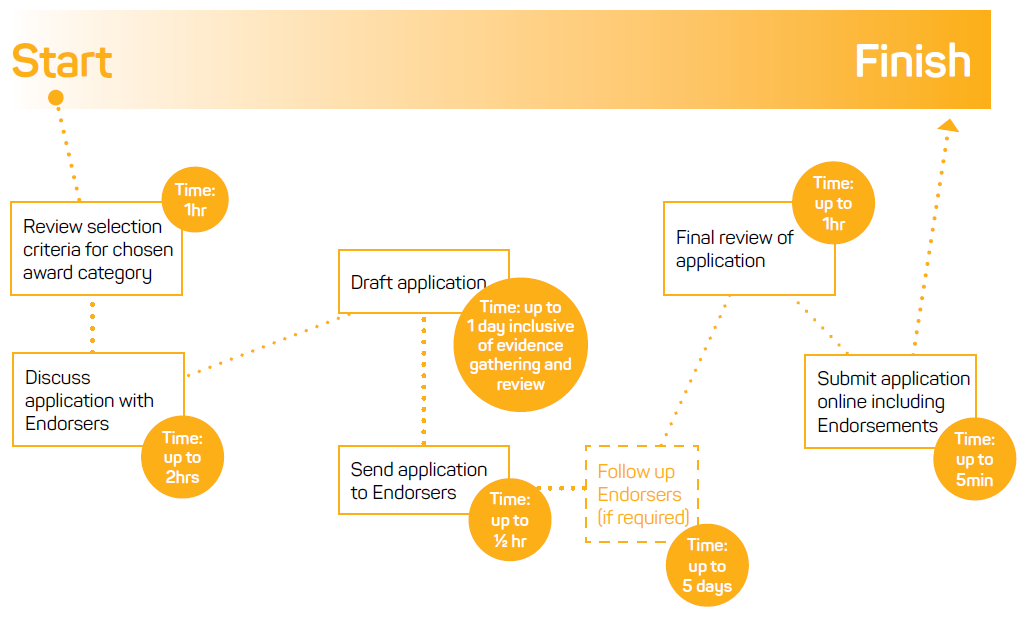 Start
Finish
Time:
1hr
Review selection
criteria for chosen
award category
Discuss
application with
Endorsers
Time:
up to
2hrs
Draft application
Time: up to
1 day inclusive
of evidence
gathering and
review
Send application
to Endorsers
Time:
up to
½ hr
Follow up
Endorsers
(if required)
Time:
up to
5 days
Final review of
application
Time:
up to
1hr
Submit application
online including
Endorsements
Time:
up to
5min